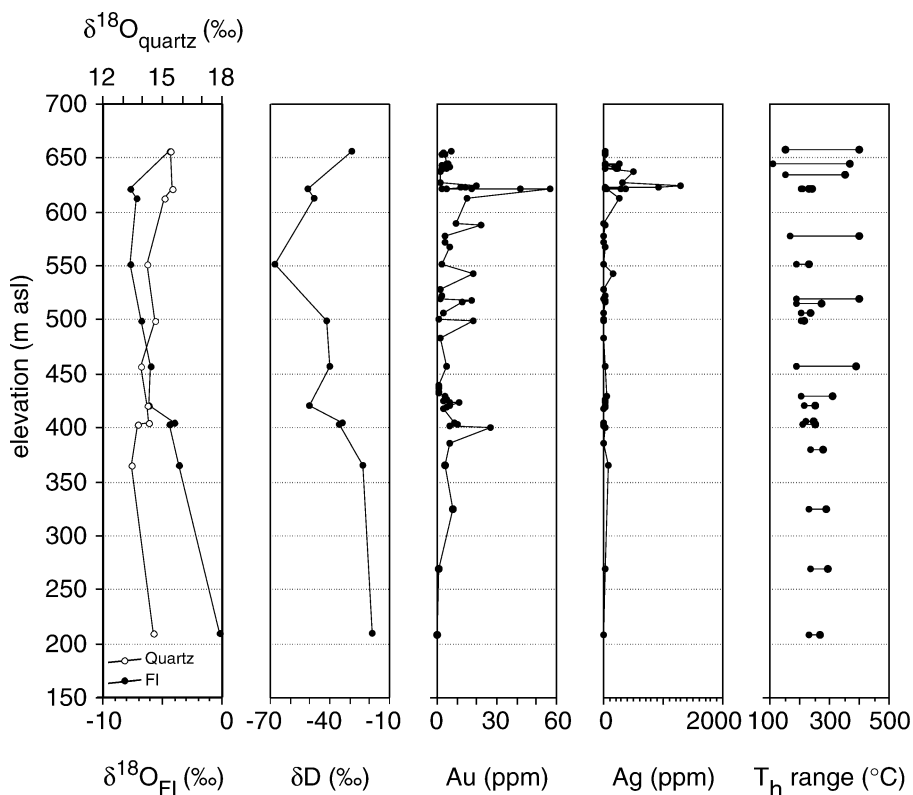 δ18Oquartz (‰)
12 15 18
700
650
600
550
500
450
400
350
300
250
200
150
elevation (m asl)
Quartz
FI
-10 0 -70 -40 -10 0 30 60 0 2000 100 300 500
δ18OFI (‰) δD (‰) Au (ppm) Ag (ppm) Th range (°C)